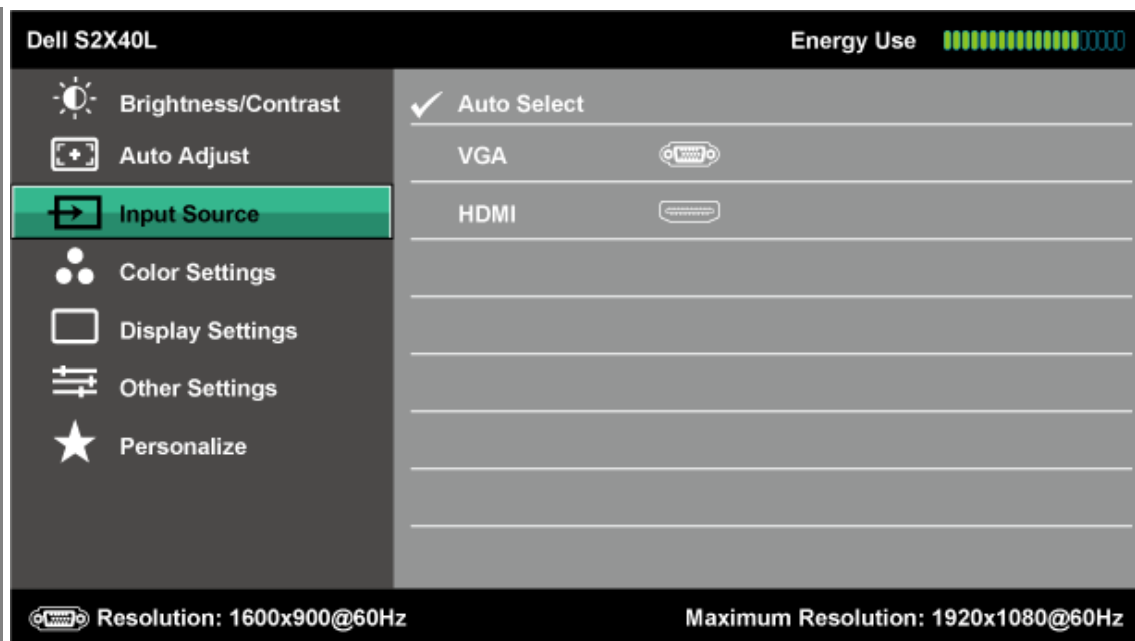 Dell S2X40L Energy Use
Brightness/Contrast Auto Select
Auto Adjust VGA
Input Source HDMI
Color Settings
Display Settings
Other Settings
Personalize
Resolution: 1600x900@60Hz Maximum Resolution: 1920x1080@60Hz